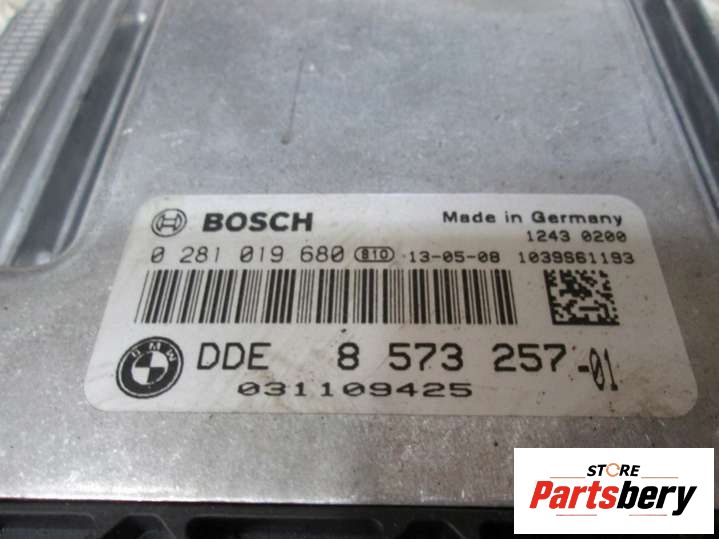 BOSCH
Made in Germany
1243 0200
0 281 019 680 810 13-05-08 1039S61193
BMW
DDE 8 573 257-01
031109425
STORE
Partsbery